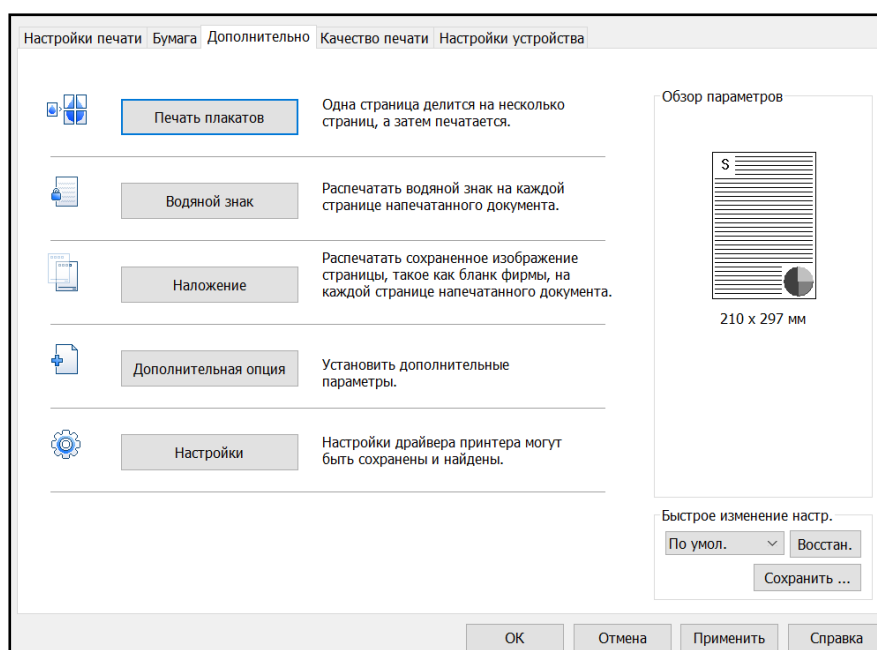 Настройки печати Бумага Дополнительно Качество печати Настройки устройства
Печать плакатов
Одна страница делится на несколько
страниц, а затем печатается.
Водяной знак
Распечатать водяной знак на каждой
странице напечатанного документа.
Наложение
Распечатать сохраненное изображение
страницы, такое как бланк фирмы, на
каждой странице напечатанного документа.
Дополнительная опция
Установить дополнительные
параметры.
Настройки
Настройки драйвера принтера могут
быть сохранены и найдены.
Обзор параметров
S
210 x 297 мм
Быстрое изменение настр.
По умол. Восстан.
Сохранить ...
ОК Отмена Применить Справка